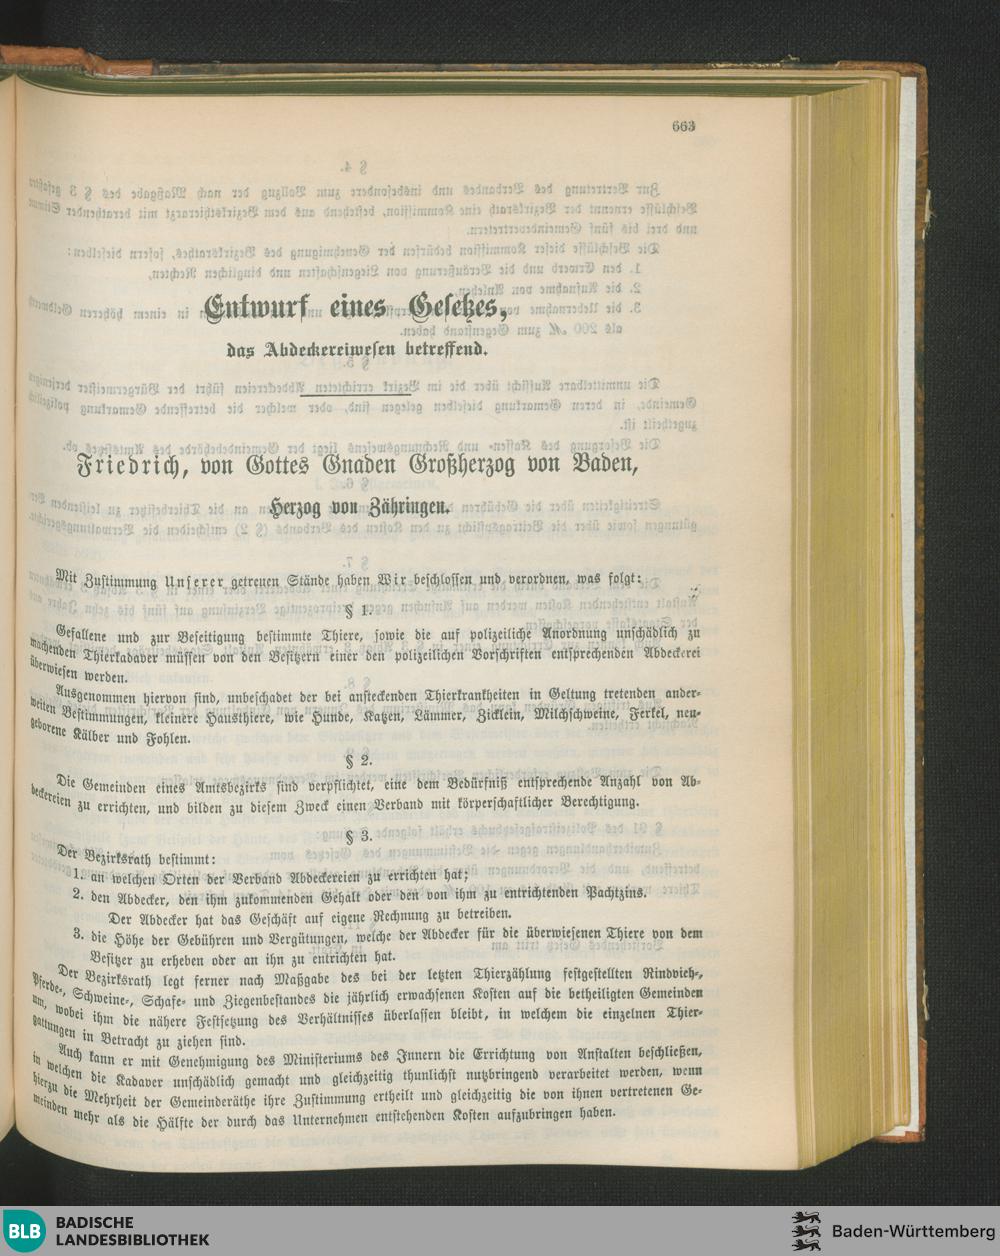 663
Entwurf eines Gesetzes,
das Abdeckereiwesen betreffend.
Friedrich, von Gottes Gnaden Großherzog von Baden,
Herzog von Zähringen.
Mit Zustimmung Unserer getreuen Stände haben Wir beschlossen und verordnen, was folgt:
§ 1.
Gefallene und zur Beseitigung bestimmte Thiere, sowie die auf polizeiliche Anordnung unschädlich zu
machenden Thierkadaver müssen von den Besitzern einer den polizeilichen Vorschriften entsprechenden Abdeckerei
überwiesen werden.
Ausgenommen hiervon sind, unbeschadet der bei ansteckenden Thierkrankheiten in Geltung tretenden ander-
weiten Bestimmungen, kleinere Hausthiere, wie Hunde, Katzen, Lämmer, Zicklein, Milchschweine, Ferkel, neu-
geborene Kälber und Fohlen.
§ 2.
Die Gemeinden eines Amtsbezirks sind verpflichtet, eine dem Bedürfniß entsprechende Anzahl von Ab-
deckereien zu errichten, und bilden zu diesem Zweck einen Verband mit körperschaftlicher Berechtigung.
§ 3.
Der Bezirksrath bestimmt:
1. an welchen Orten der Verband Abdeckereien zu errichten hat;
2. den Abdecker, den ihm zukommenden Gehalt oder den von ihm zu entrichtenden Pachtzins.
Der Abdecker hat das Geschäft auf eigene Rechnung zu betreiben.
3. die Höhe der Gebühren und Vergütungen, welche der Abdecker für die überwiesenen Thiere von dem
Besitzer zu erheben oder an ihn zu entrichten hat.
Der Bezirksrath legt ferner nach Maßgabe des bei der letzten Thierzählung festgestellten Rindvieh-,
Pferde-, Schweine-, Schafe- und Ziegenbestandes die jährlich erwachsenen Kosten auf die betheiligten Gemeinden
um, wobei ihm die nähere Festsetzung des Verhältnisses überlassen bleibt, in welchem die einzelnen Thier-
gattungen in Betracht zu ziehen sind.
Auch kann er mit Genehmigung des Ministeriums des Innern die Errichtung von Anstalten beschließen,
in welchen die Kadaver unschädlich gemacht und gleichzeitig thunlichst nutzbringend verarbeitet werden, wenn
hierzu die Mehrheit der Gemeinderäthe ihre Zustimmung ertheilt und gleichzeitig die von ihnen vertretenen Ge-
meinden mehr als die Hälfte der durch das Unternehmen entstehenden Kosten aufzubringen haben.
BLB
BADISCHE
LANDESBIBLIOTHEK
Baden-Württemberg